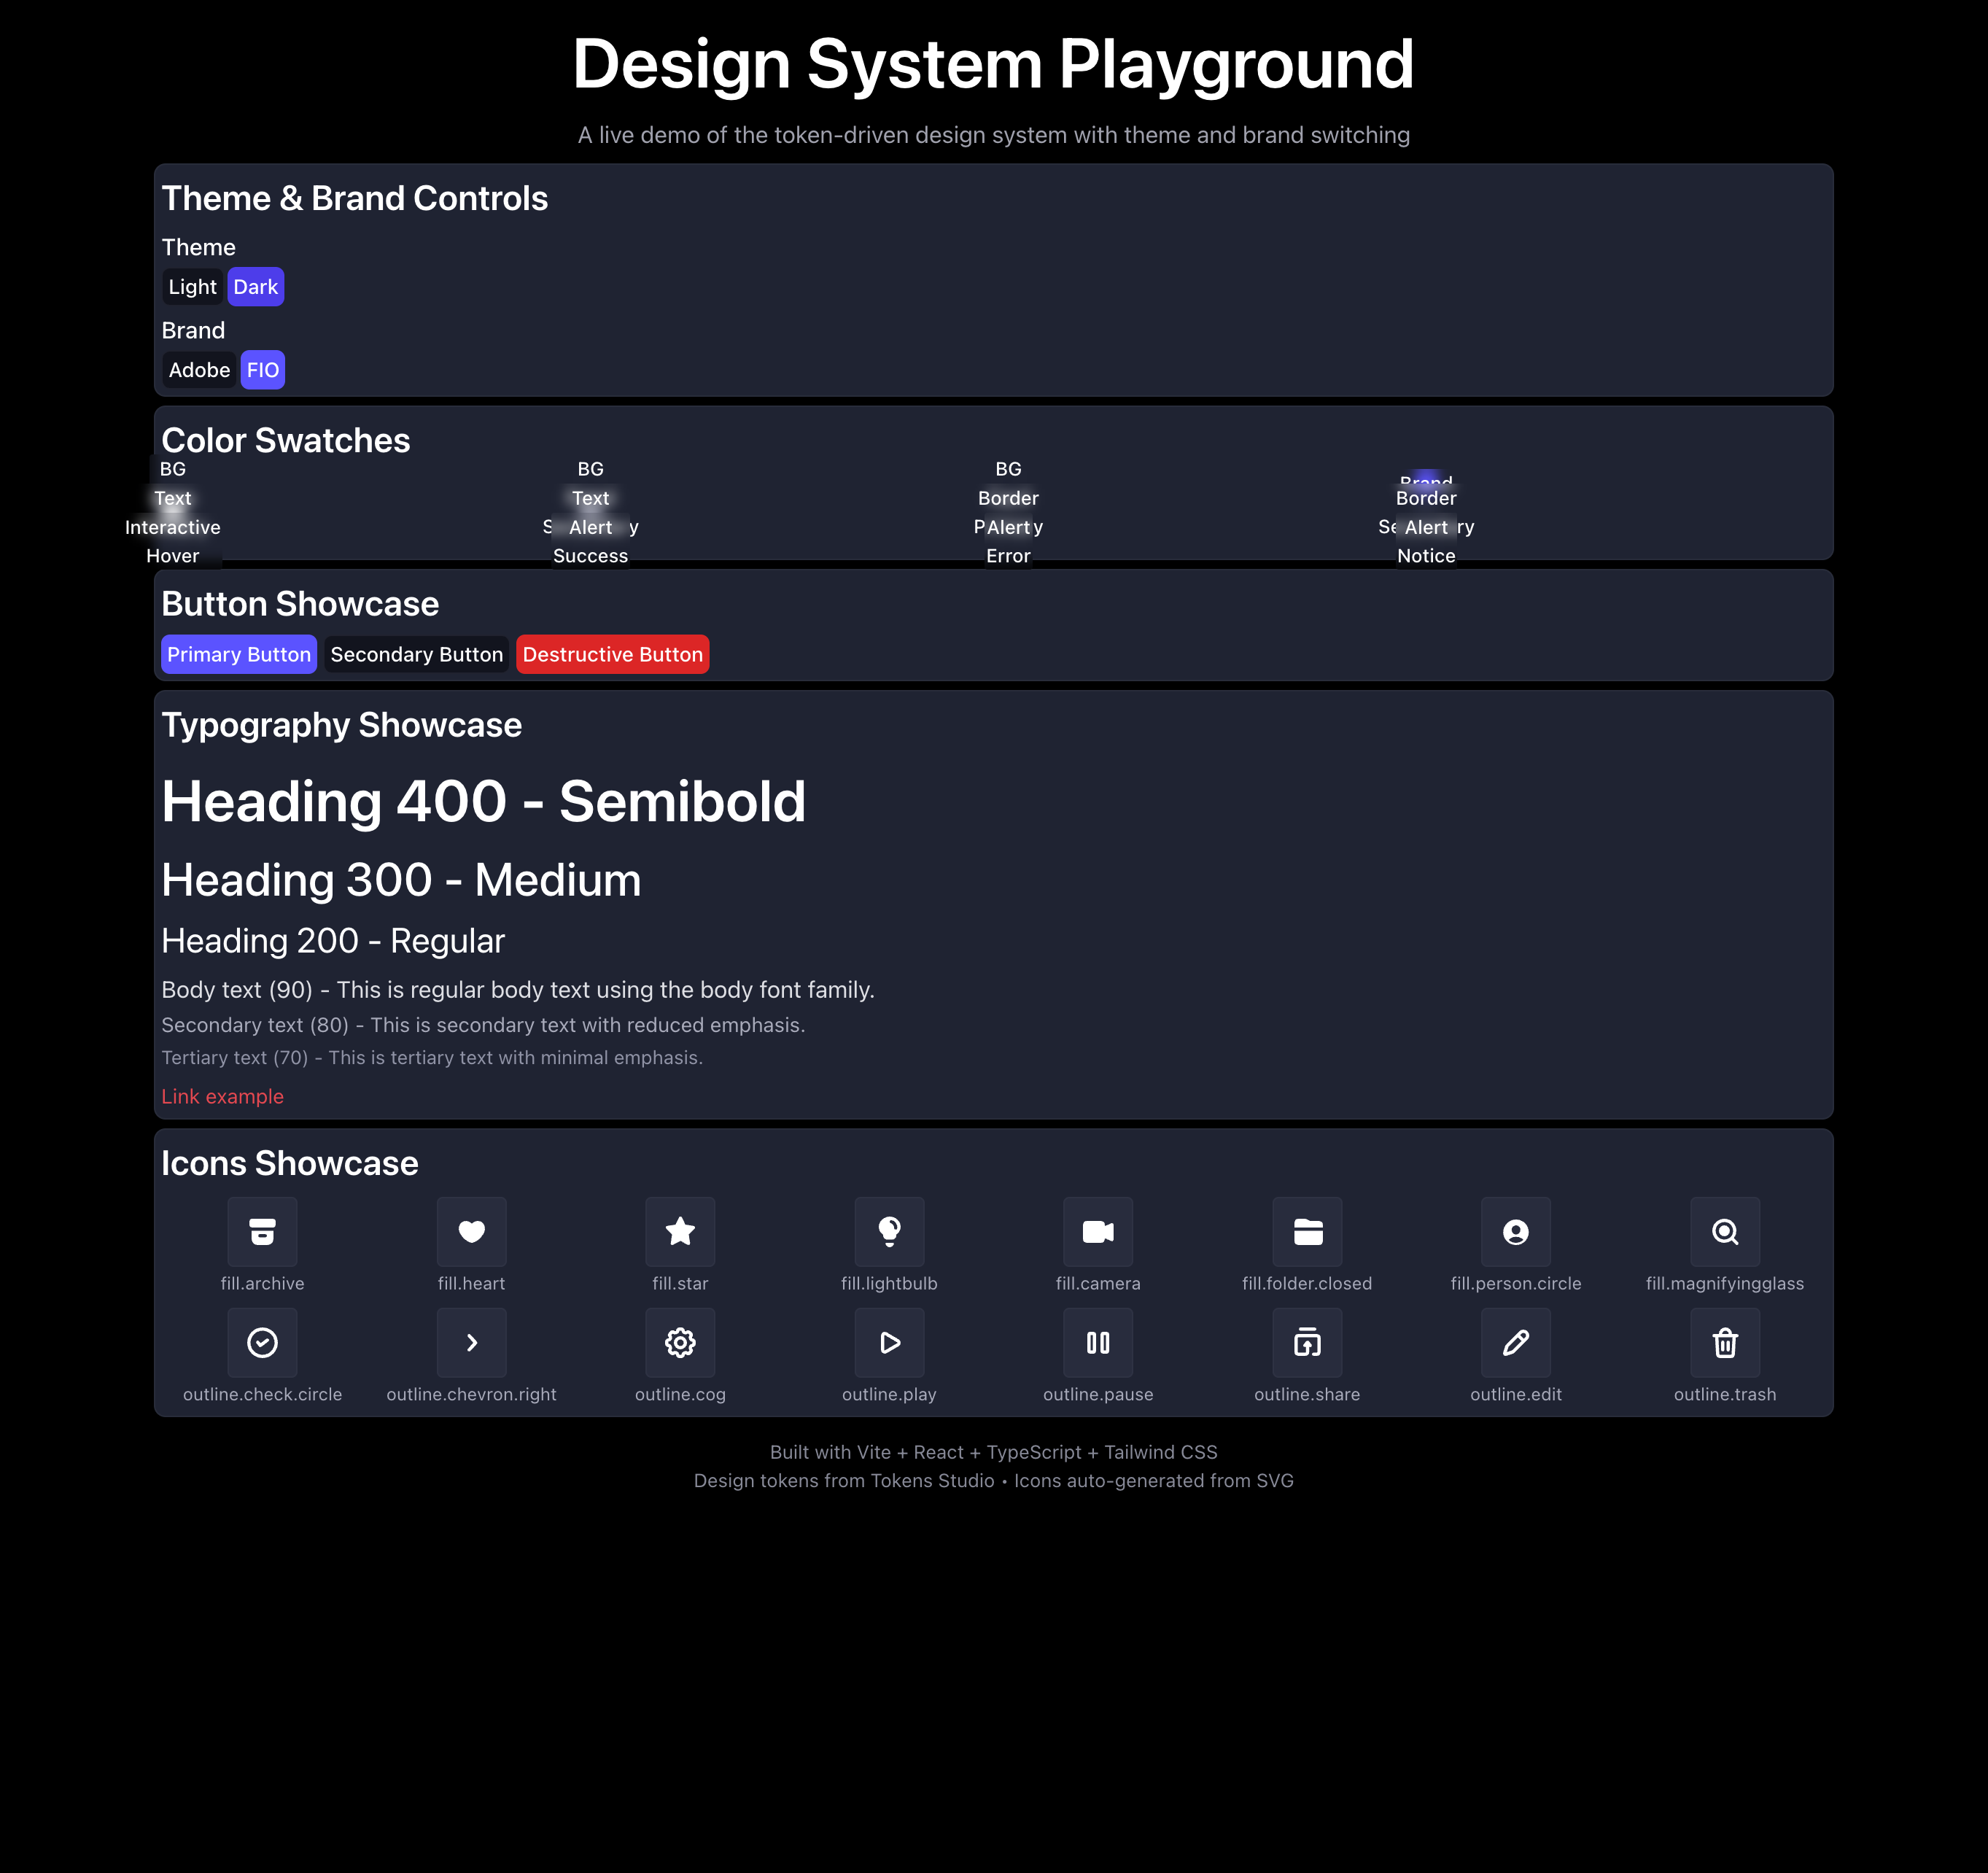 Design System Playground
A live demo of the token-driven design system with theme and brand switching
Theme & Brand Controls
Theme
Light Dark
Brand
Adobe FIO
Color Swatches
BG BG BG Brand
Text Text Border Border
Interactive Alert Alert Alert
Hover Success Error Notice
Button Showcase
Primary Button Secondary Button Destructive Button
Typography Showcase
Heading 400 - Semibold
Heading 300 - Medium
Heading 200 - Regular
Body text (90) - This is regular body text using the body font family.
Secondary text (80) - This is secondary text with reduced emphasis.
Tertiary text (70) - This is tertiary text with minimal emphasis.
Link example
Icons Showcase
fill.archive fill.heart fill.star fill.lightbulb fill.camera fill.folder.closed fill.person.circle fill.magnifyingglass
outline.check.circle outline.chevron.right outline.cog outline.play outline.pause outline.share outline.edit outline.trash
Built with Vite + React + TypeScript + Tailwind CSS
Design tokens from Tokens Studio • Icons auto-generated from SVG